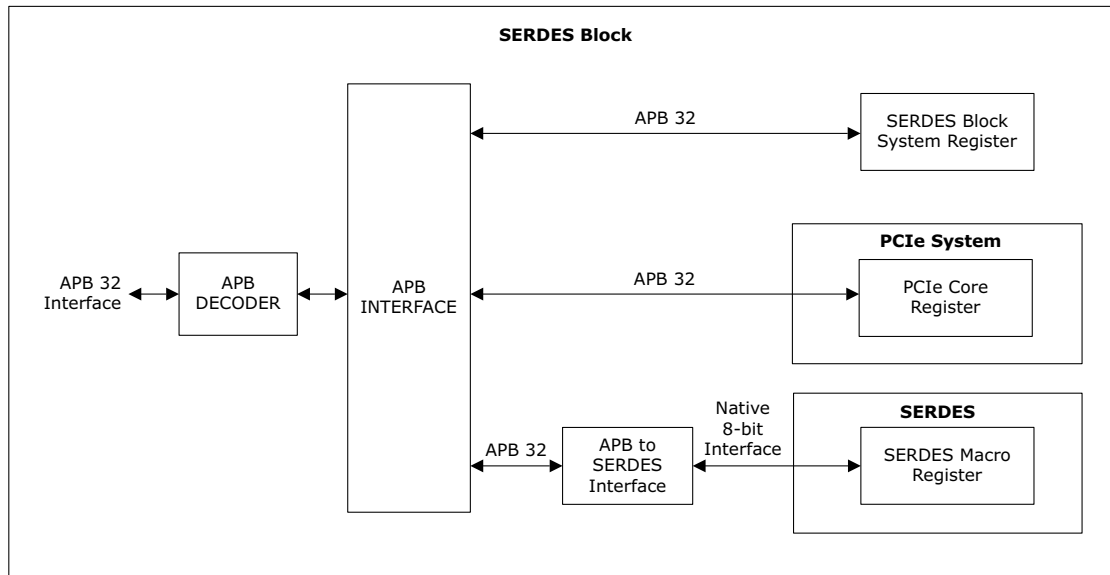 SERDES Block
APB 32
SERDES Block
System Register
PCIe System
APB 32
Interface
APB
DECODER
APB
INTERFACE
APB 32
PCIe Core
Register
SERDES
Native
8-bit
Interface
APB 32
APB to
SERDES
Interface
SERDES Macro
Register